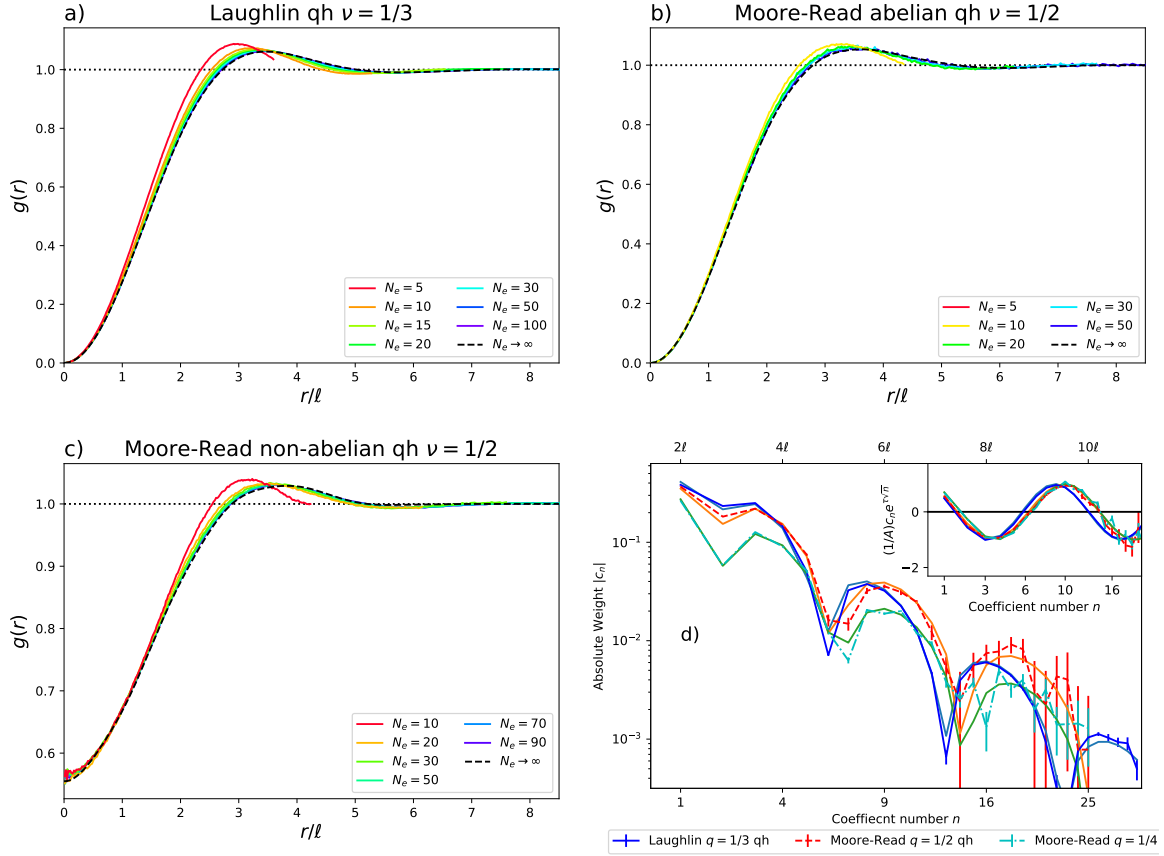 a) Laughlin qh ν = 1/3
g(r)
1.0
0.8
0.6
0.4
0.2
0.0
0 1 2 3 4 5 6 7 8
r/ℓ
N_e = 5
N_e = 10
N_e = 15
N_e = 20
N_e = 30
N_e = 50
N_e = 100
N_e → ∞
b) Moore-Read abelian qh ν = 1/2
g(r)
1.0
0.8
0.6
0.4
0.2
0.0
0 1 2 3 4 5 6 7 8
r/ℓ
N_e = 5
N_e = 10
N_e = 20
N_e = 30
N_e = 50
N_e → ∞
c) Moore-Read non-abelian qh ν = 1/2
g(r)
1.0
0.9
0.8
0.7
0.6
0 1 2 3 4 5 6 7 8
r/ℓ
N_e = 10
N_e = 20
N_e = 30
N_e = 50
N_e = 70
N_e = 90
N_e → ∞
2ℓ 4ℓ 6ℓ 8ℓ 10ℓ
Absolute Weight |c_n|
10⁻¹
10⁻²
10⁻³
d)
(1/A)c_n e^{τ√n}
0
−2
1 3 6 10 16
Coefficient number n
1 4 9 16 25
Coeffiecnt number n
Laughlin q = 1/3 qh
Moore-Read q = 1/2 qh
Moore-Read q = 1/4